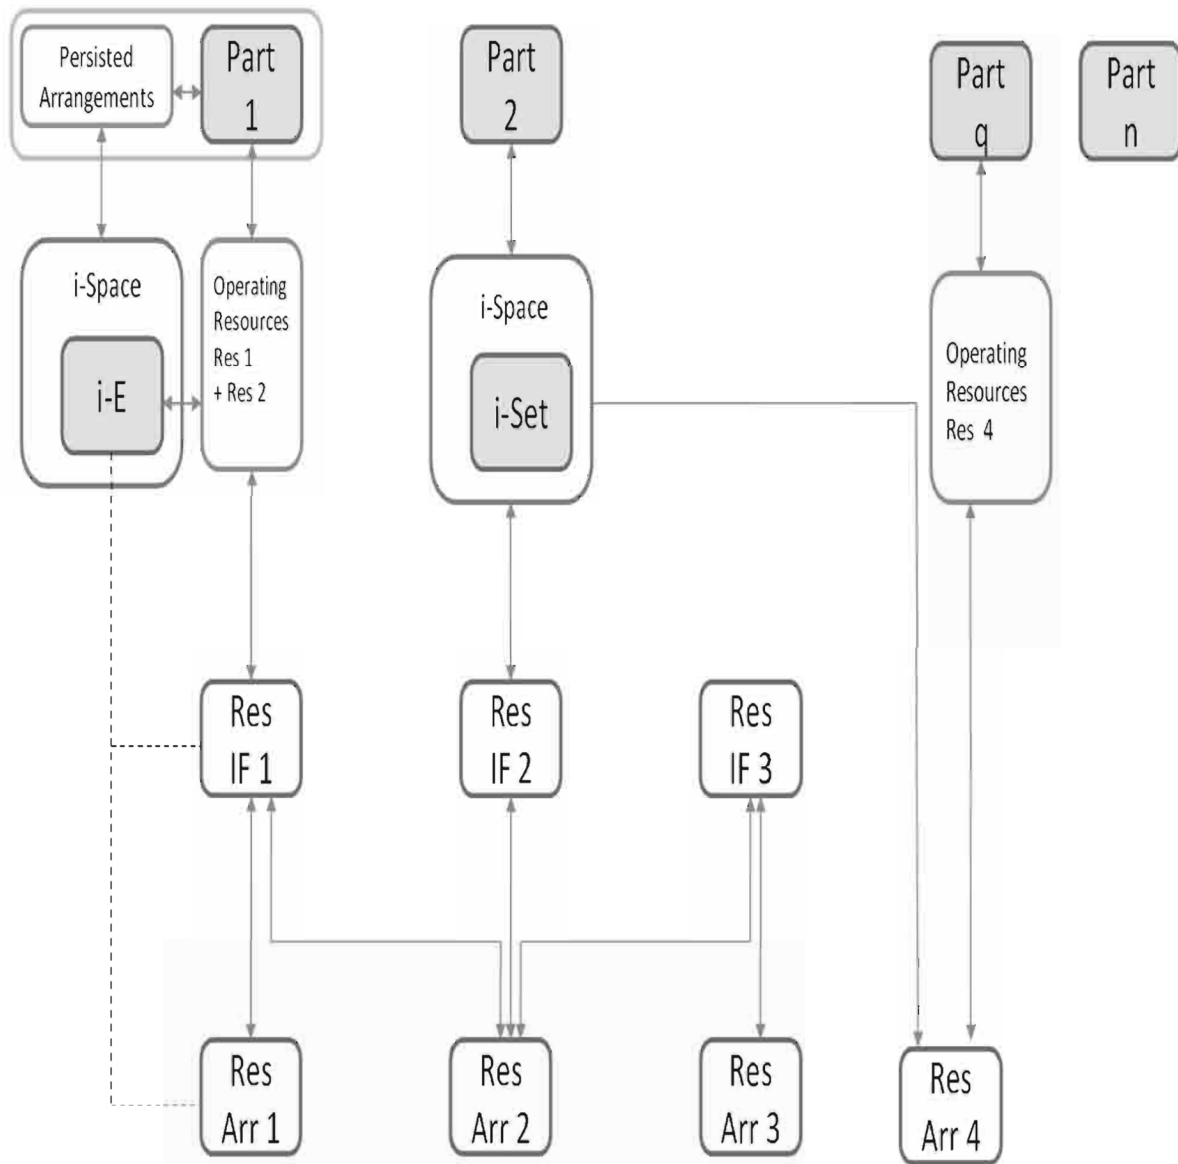 Persisted
Arrangements
Part
1
Part
2
Part
q
Part
n
i-Space
i-E
Operating
Resources
Res 1
+ Res 2
i-Space
i-Set
Operating
Resources
Res 4
Res
IF 1
Res
IF 2
Res
IF 3
Res
Arr 1
Res
Arr 2
Res
Arr 3
Res
Arr 4